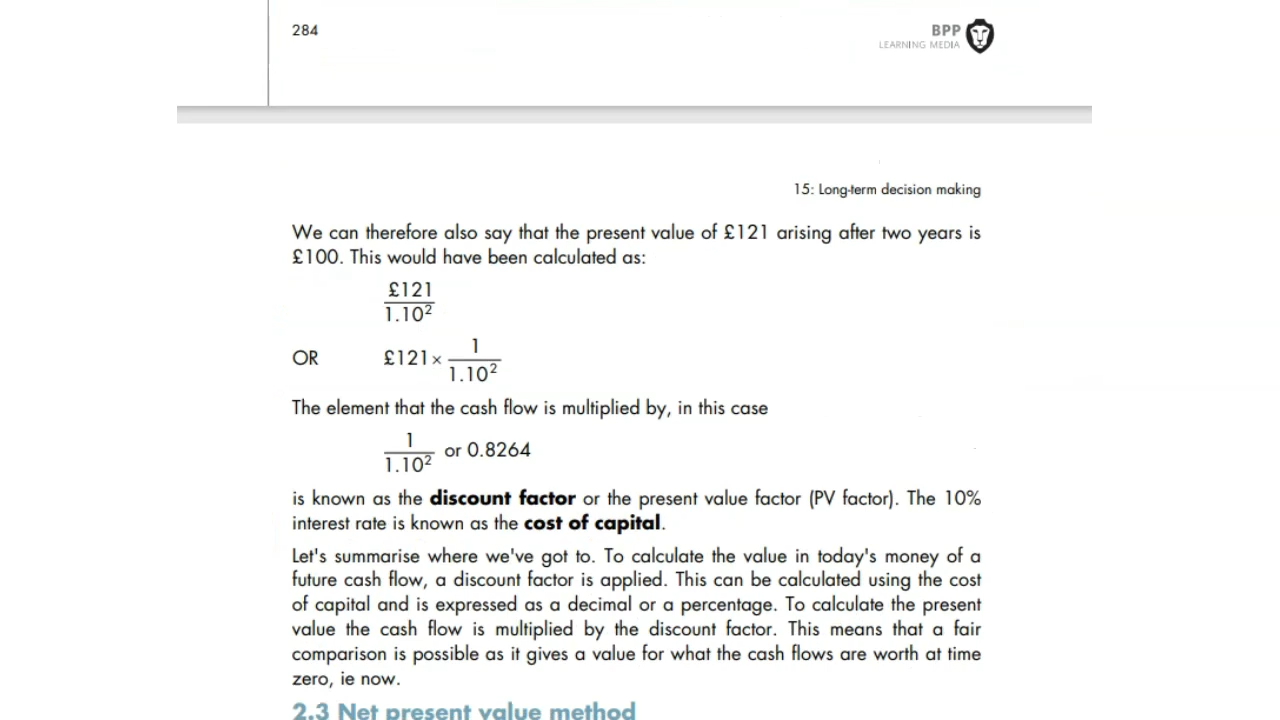 284
BPP
LEARNING MEDIA
15: Long-term decision making
We can therefore also say that the present value of £121 arising after two years is
£100. This would have been calculated as:
£121
1.10²
OR £121 × 1
1.10²
The element that the cash flow is multiplied by, in this case
1
1.10² or 0.8264
is known as the discount factor or the present value factor (PV factor). The 10%
interest rate is known as the cost of capital.
Let's summarise where we've got to. To calculate the value in today's money of a
future cash flow, a discount factor is applied. This can be calculated using the cost
of capital and is expressed as a decimal or a percentage. To calculate the present
value the cash flow is multiplied by the discount factor. This means that a fair
comparison is possible as it gives a value for what the cash flows are worth at time
zero, ie now.
2.3 Net present value method